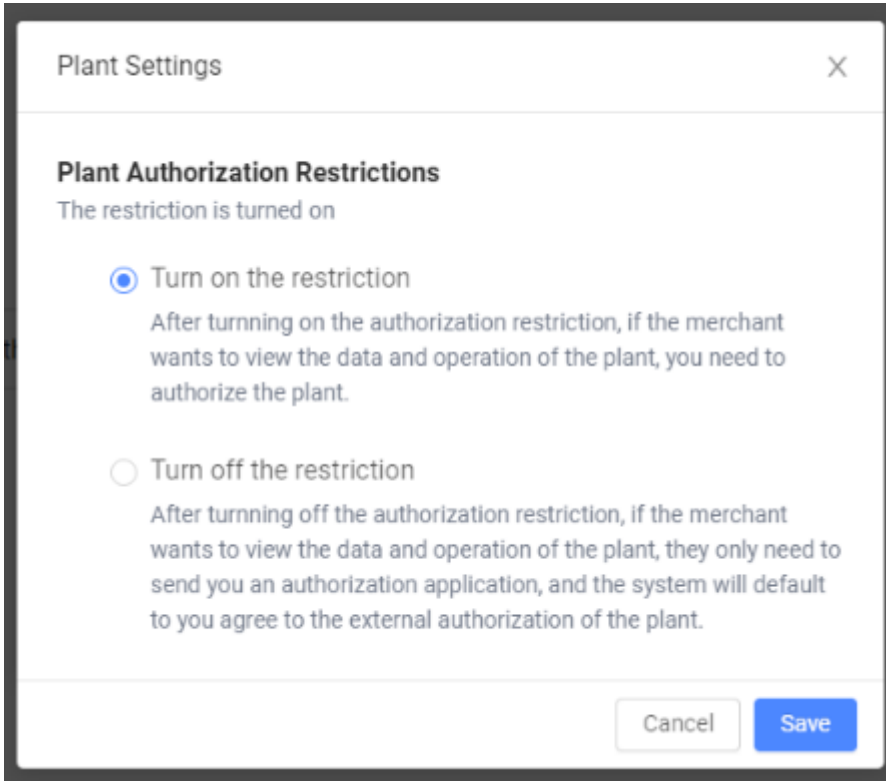 Plant Settings
Plant Authorization Restrictions
The restriction is turned on
Turn on the restriction
After turnning on the authorization restriction, if the merchant
wants to view the data and operation of the plant, you need to
authorize the plant.
Turn off the restriction
After turnning off the authorization restriction, if the merchant
wants to view the data and operation of the plant, they only need to
send you an authorization application, and the system will default
to you agree to the external authorization of the plant.
Cancel Save